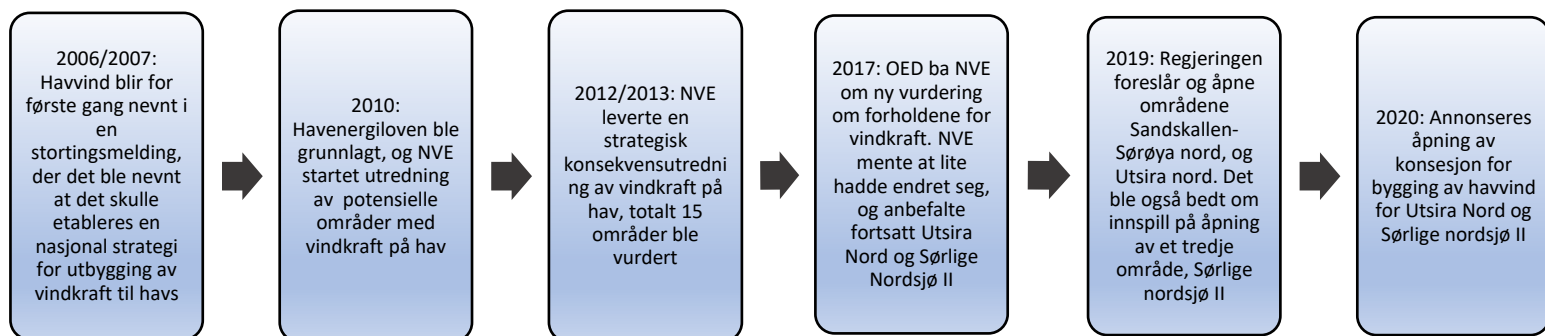 2006/2007:
Havvind blir for
første gang nevnt i
en
stortingsmelding,
der det ble nevnt
at det skulle
etableres en
nasjonal strategi
for utbygging av
vindkraft til havs
2010:
Havenergiloven ble
grunnlagt, og NVE
startet utredning
av potensielle
områder med
vindkraft på hav
2012/2013: NVE
leverte en
strategisk
konsekvensutredni
ng av vindkraft på
hav, totalt 15
områder ble
vurdert
2017: OED ba NVE
om ny vurdering
om forholdene for
vindkraft. NVE
mente at lite
hadde endret seg,
og anbefalte
fortsatt Utsira
Nord og Sørlige
Nordsjø II
2019: Regjeringen
foreslår og åpne
områdene
Sandskallen-
Sørøya nord, og
Utsira nord. Det
ble også bedt om
innspill på åpning
av et tredje
område, Sørlige
nordsjø II
2020: Annonseres
åpning av
konsesjon for
bygging av havvind
for Utsira Nord og
Sørlige nordsjø II